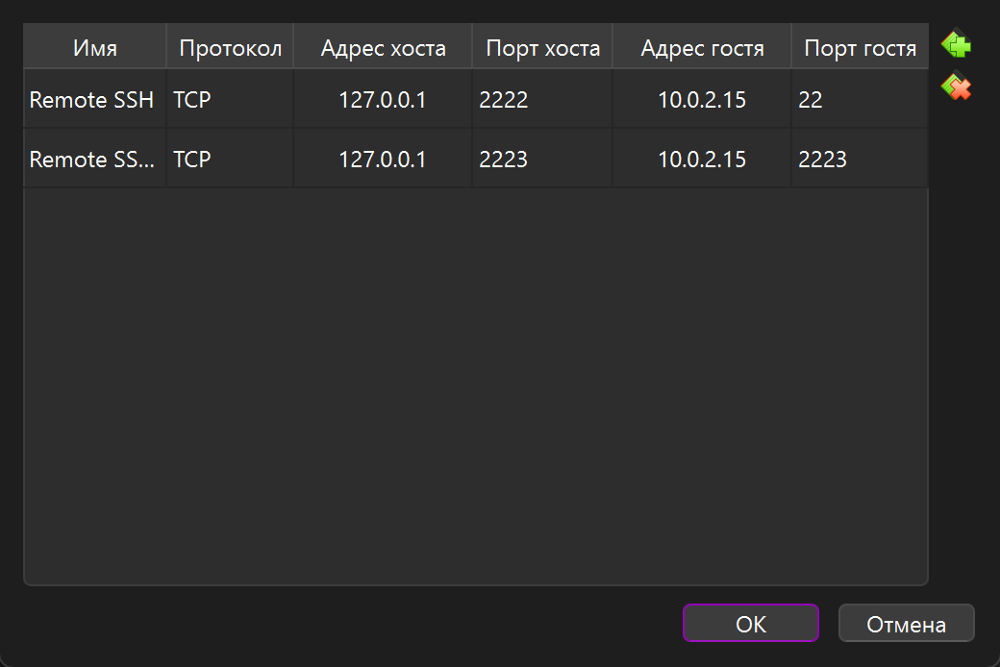 Имя Протокол Адрес хоста Порт хоста Адрес гостя Порт гостя
Remote SSH TCP 127.0.0.1 2222 10.0.2.15 22
Remote SS... TCP 127.0.0.1 2223 10.0.2.15 2223
OK Отмена